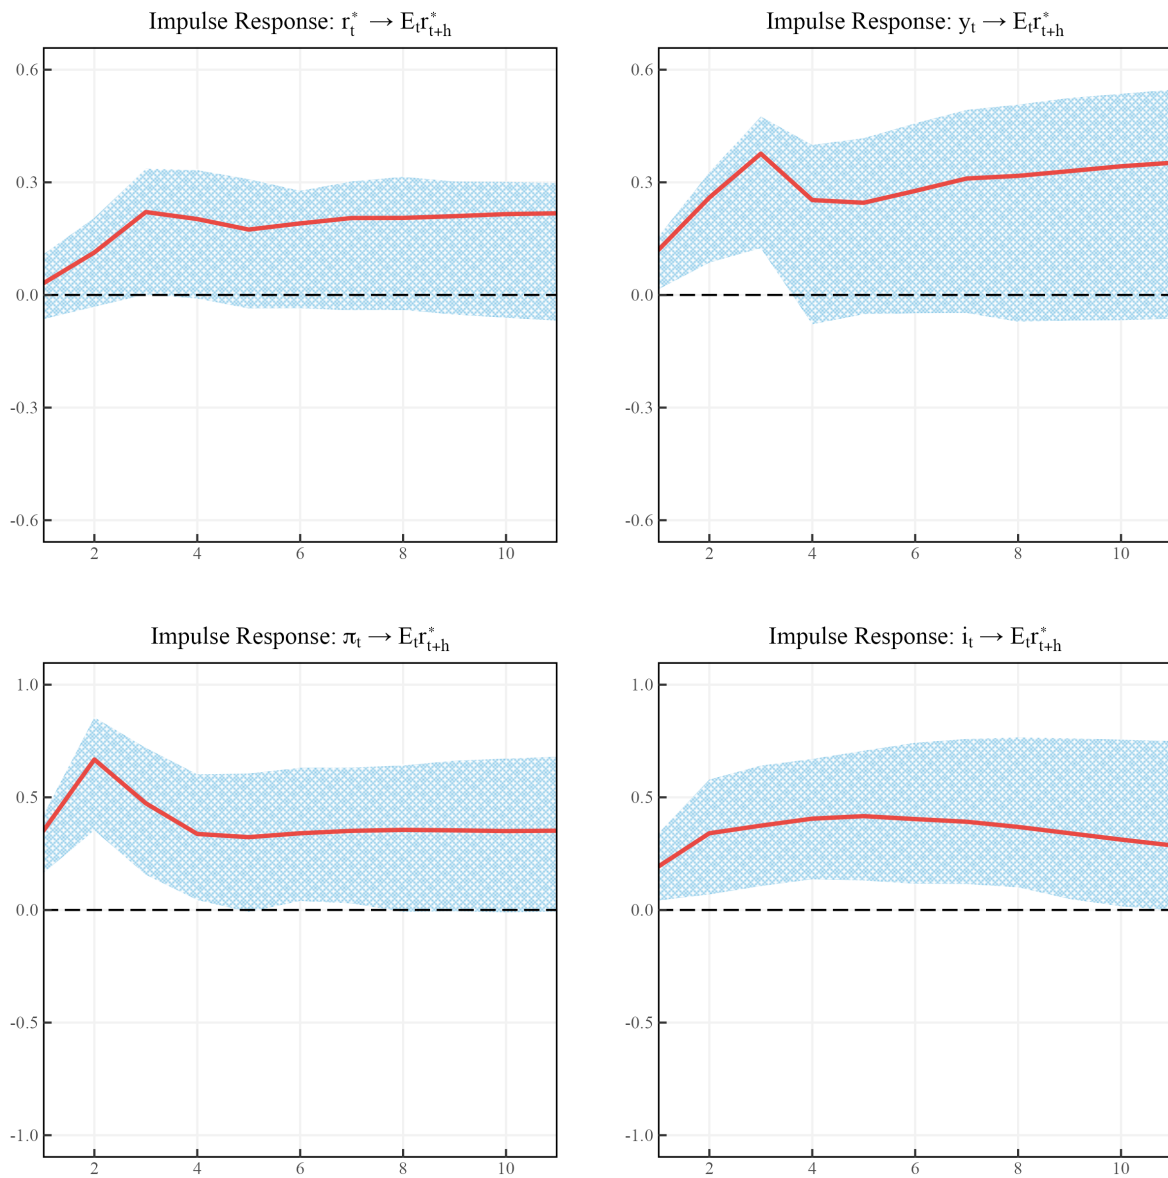 Impulse Response: r*t → Etr*t+h
0.6
0.3
0.0
-0.3
-0.6
2 4 6 8 10
Impulse Response: yt → Etr*t+h
0.6
0.3
0.0
-0.3
-0.6
2 4 6 8 10
Impulse Response: πt → Etr*t+h
1.0
0.5
0.0
-0.5
-1.0
2 4 6 8 10
Impulse Response: it → Etr*t+h
1.0
0.5
0.0
-0.5
-1.0
2 4 6 8 10